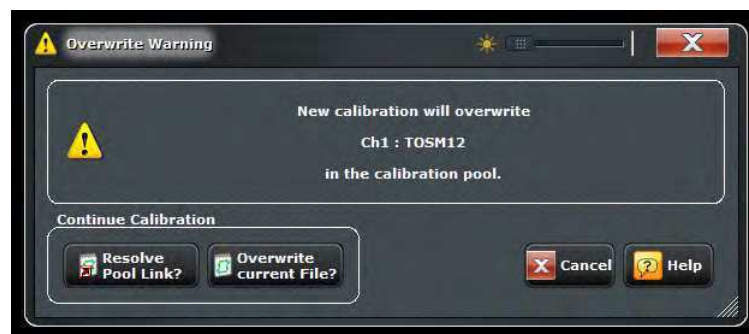 Overwrite Warning
New calibration will overwrite
Ch1 : TOSM12
in the calibration pool.
Continue Calibration
Resolve
Pool Link?
Overwrite
current File?
Cancel
Help